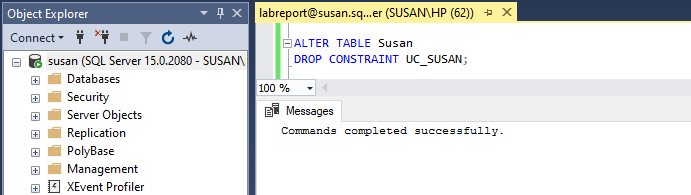 Object Explorer
Connect
susan (SQL Server 15.0.2080 - SUSAN\
Databases
Security
Server Objects
Replication
PolyBase
Management
XEvent Profiler
labreport@susan.sq...er (SUSAN\HP (62))
ALTER TABLE Susan
DROP CONSTRAINT UC_SUSAN;
100 %
Messages
Commands completed successfully.